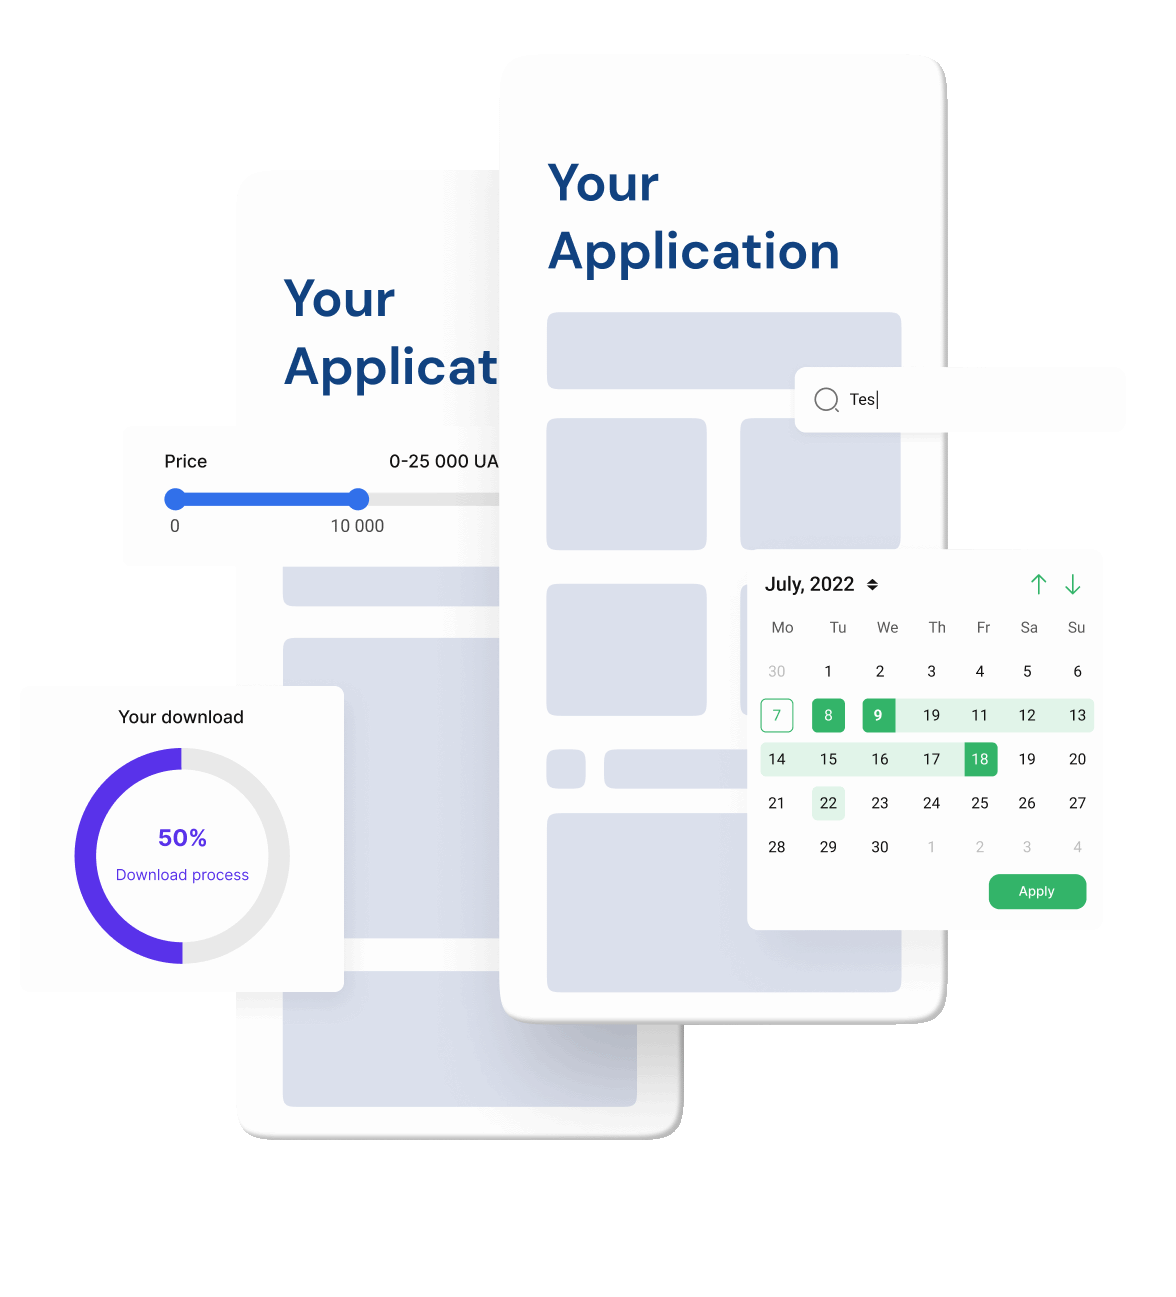 Your
Application
Your
Applicat
Tes
Price 0-25 000 UA
0 10 000
July, 2022
Mo Tu We Th Fr Sa Su
30 1 2 3 4 5 6
7 8 9 19 11 12 13
14 15 16 17 18 19 20
21 22 23 24 25 26 27
28 29 30 1 2 3 4
Apply
Your download
50%
Download process